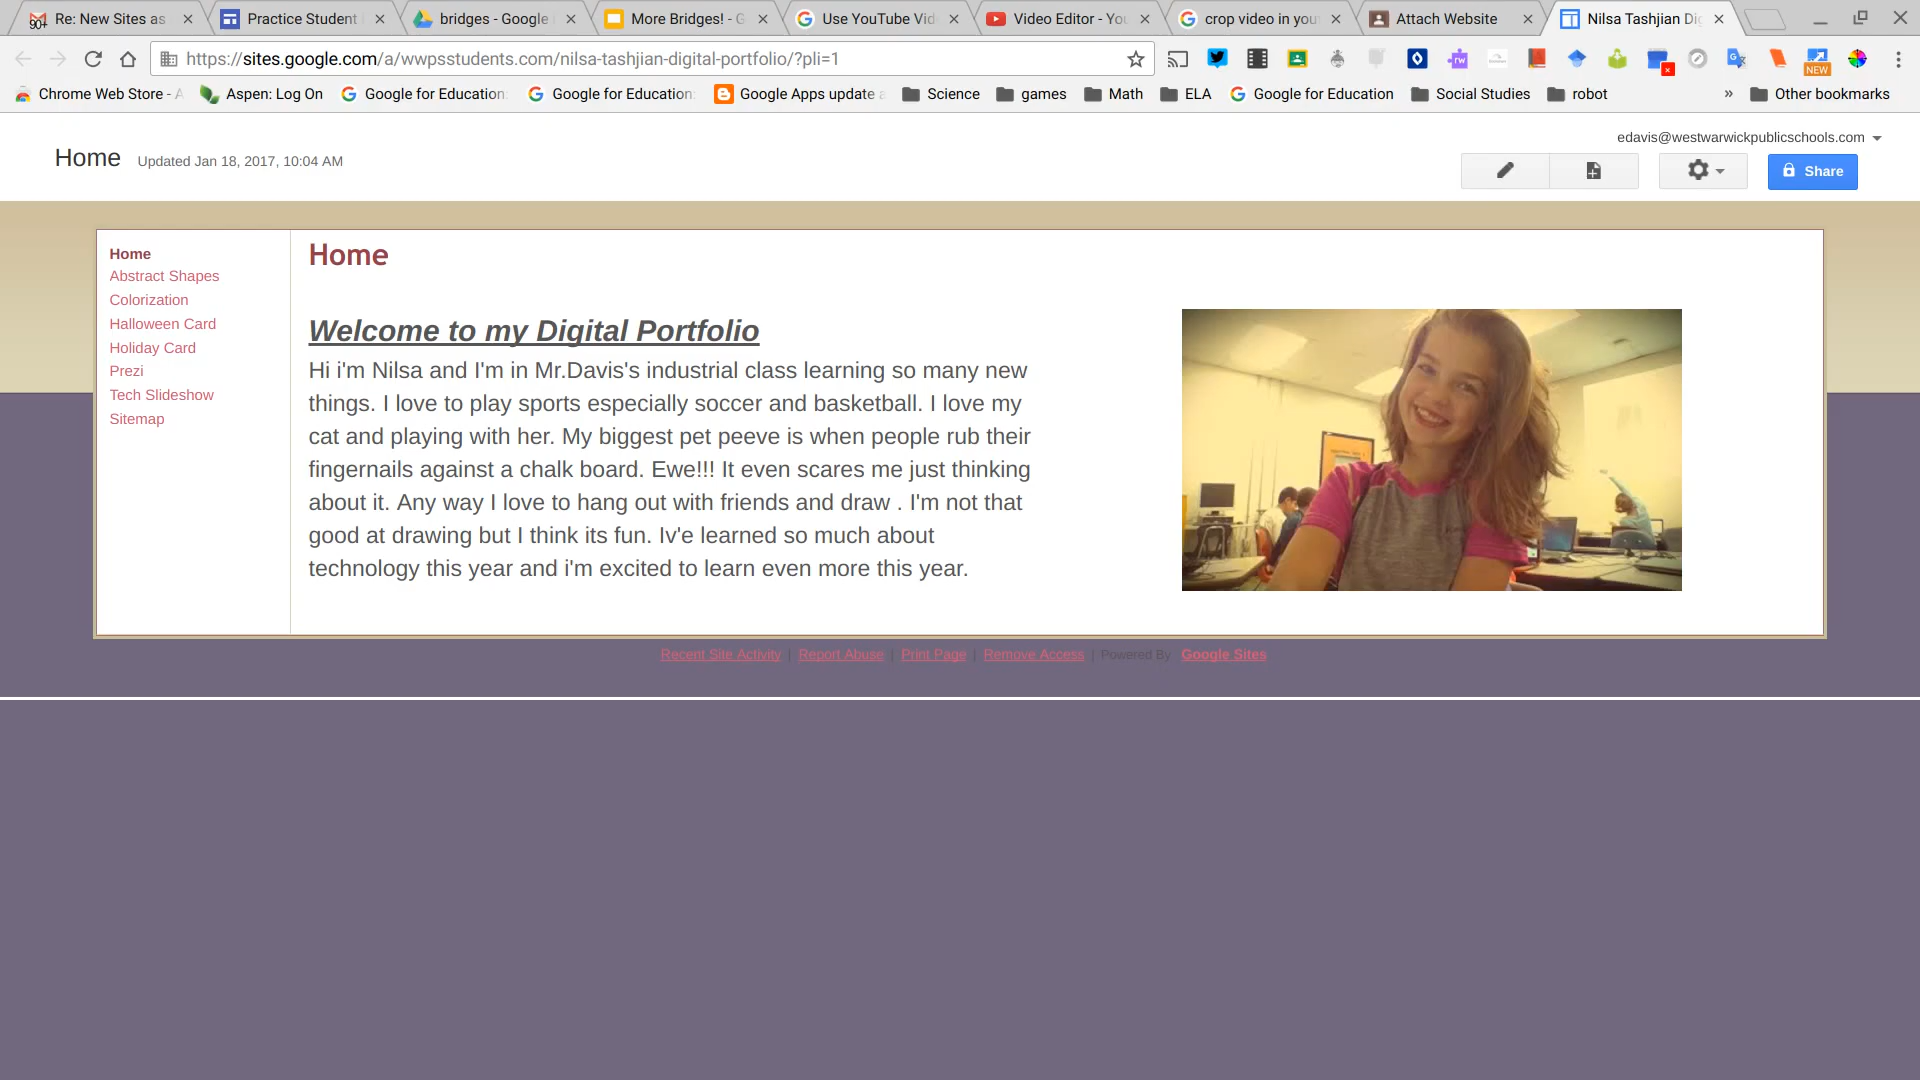 Re: New Sites as
Practice Student
bridges - Google
More Bridges! - G
Use YouTube Vid
Video Editor - You
crop video in you
Attach Website
Nilsa Tashjian Dig
https://sites.google.com/a/wwpsstudents.com/nilsa-tashjian-digital-portfolio/?pli=1
NEW
Chrome Web Store - A
Aspen: Log On
Google for Education
Google for Education
Google Apps update a
Science
games
Math
ELA
Google for Education
Social Studies
robot
» Other bookmarks
edavis@westwarwickpublicschools.com
Home Updated Jan 18, 2017, 10:04 AM
Share
Home
Abstract Shapes
Colorization
Halloween Card
Holiday Card
Prezi
Tech Slideshow
Sitemap
Home
Welcome to my Digital Portfolio
Hi i'm Nilsa and I'm in Mr.Davis's industrial class learning so many new
things. I love to play sports especially soccer and basketball. I love my
cat and playing with her. My biggest pet peeve is when people rub their
fingernails against a chalk board. Ewe!!! It even scares me just thinking
about it. Any way I love to hang out with friends and draw . I'm not that
good at drawing but I think its fun. Iv'e learned so much about
technology this year and i'm excited to learn even more this year.
Recent Site Activity | Report Abuse | Print Page | Remove Access | Powered By Google Sites